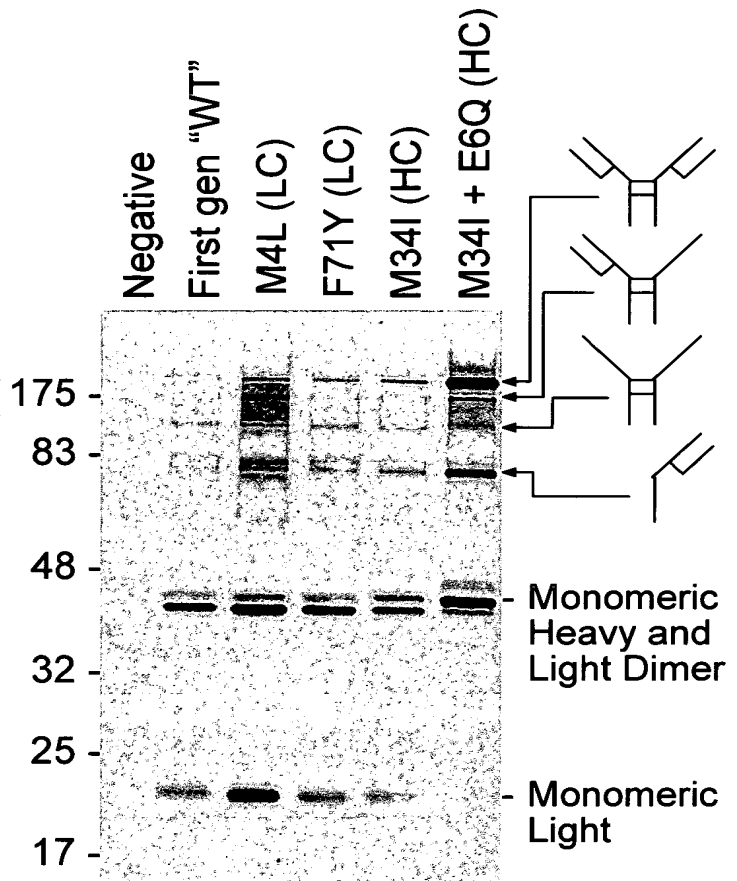 Negative
First gen “WT”
M4L (LC)
F71Y (LC)
M34I (HC)
M34I + E6Q (HC)
175 -
83 -
48 -
32 -
25 -
17 -
- Monomeric
Heavy and
Light Dimer
- Monomeric
Light